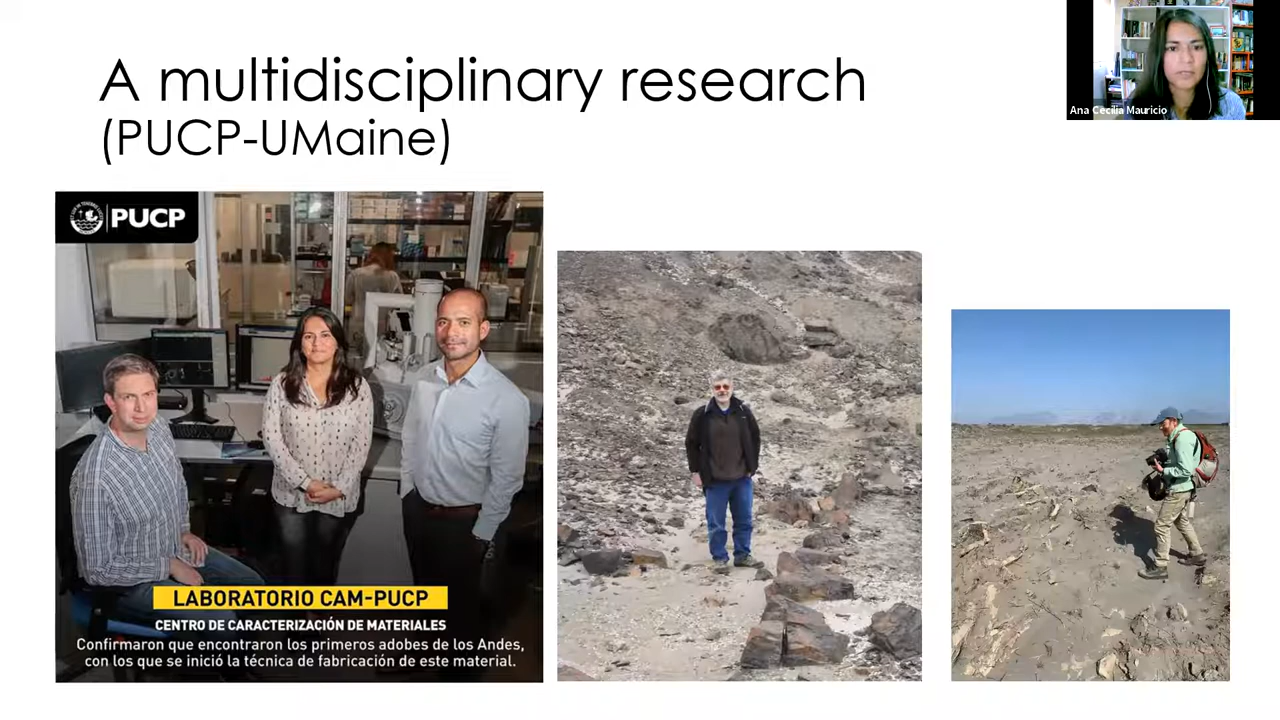 A multidisciplinary research
(PUCP-UMaine)
Ana Cecilia Mauricio
PUCP
LABORATORIO CAM-PUCP
CENTRO DE CARACTERIZACIÓN DE MATERIALES
Confirmaron que encontraron los primeros adobes de los Andes,
con los que se inició la técnica de fabricación de este material.